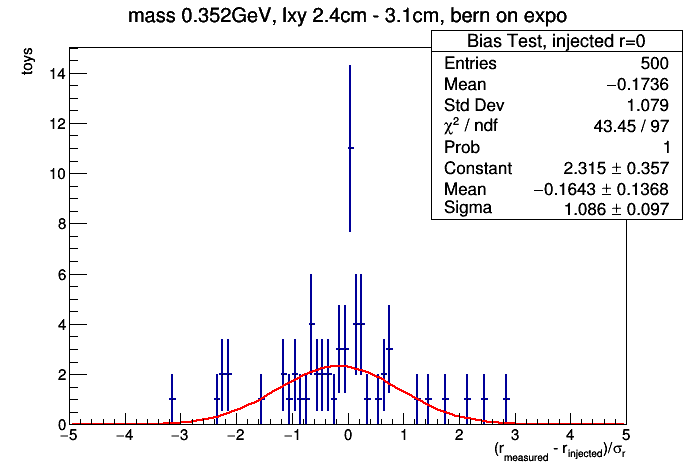 mass 0.352GeV, lxy 2.4cm - 3.1cm, bern on expo
Bias Test, injected r=0
Entries 500
Mean −0.1736
Std Dev 1.079
χ² / ndf 43.45 / 97
Prob 1
Constant 2.315 ± 0.357
Mean −0.1643 ± 0.1368
Sigma 1.086 ± 0.097
toys
14
12
10
8
6
4
2
0
−5 −4 −3 −2 −1 0 1 2 3 4 5
(r_measured - r_injected)/σ_r